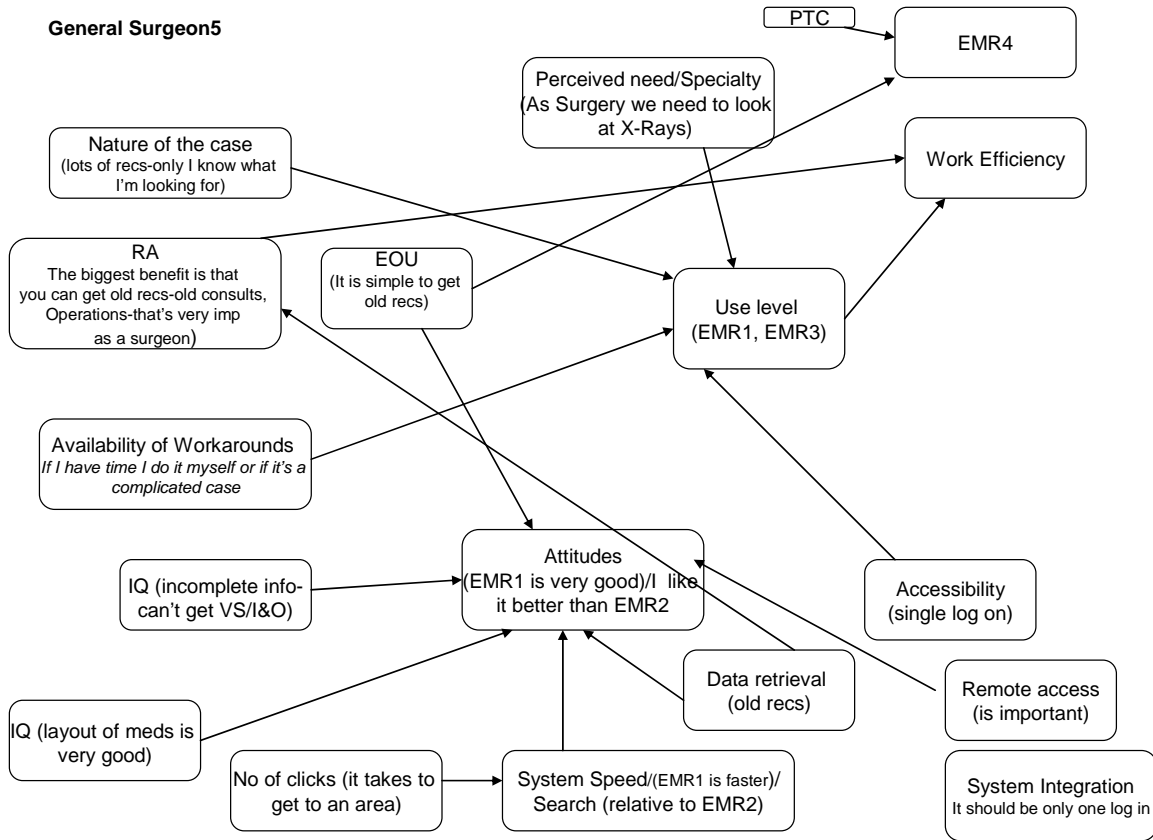 General Surgeon5
PTC
EMR4
Perceived need/Specialty
(As Surgery we need to look
at X-Rays)
Nature of the case
(lots of recs-only I know what
I'm looking for)
Work Efficiency
RA
The biggest benefit is that
you can get old recs-old consults,
Operations-that's very imp
as a surgeon)
EOU
(It is simple to get
old recs)
Use level
(EMR1, EMR3)
Availability of Workarounds
If I have time I do it myself or if it's a
complicated case
Attitudes
(EMR1 is very good)/I like
it better than EMR2
IQ (incomplete info-
can't get VS/I&O)
Accessibility
(single log on)
Data retrieval
(old recs)
Remote access
(is important)
IQ (layout of meds is
very good)
No of clicks (it takes to
get to an area)
System Speed/(EMR1 is faster)/
Search (relative to EMR2)
System Integration
It should be only one log in